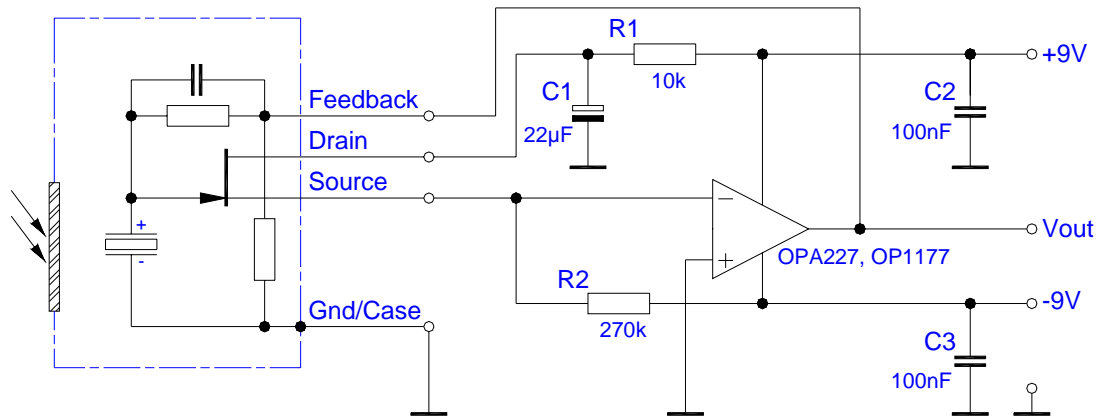 R1
10k
+9V
Feedback
C1
22µF
C2
100nF
Drain
Source
+
-
−
+
Vout
OPA227, OP1177
R2
270k
-9V
Gnd/Case
C3
100nF